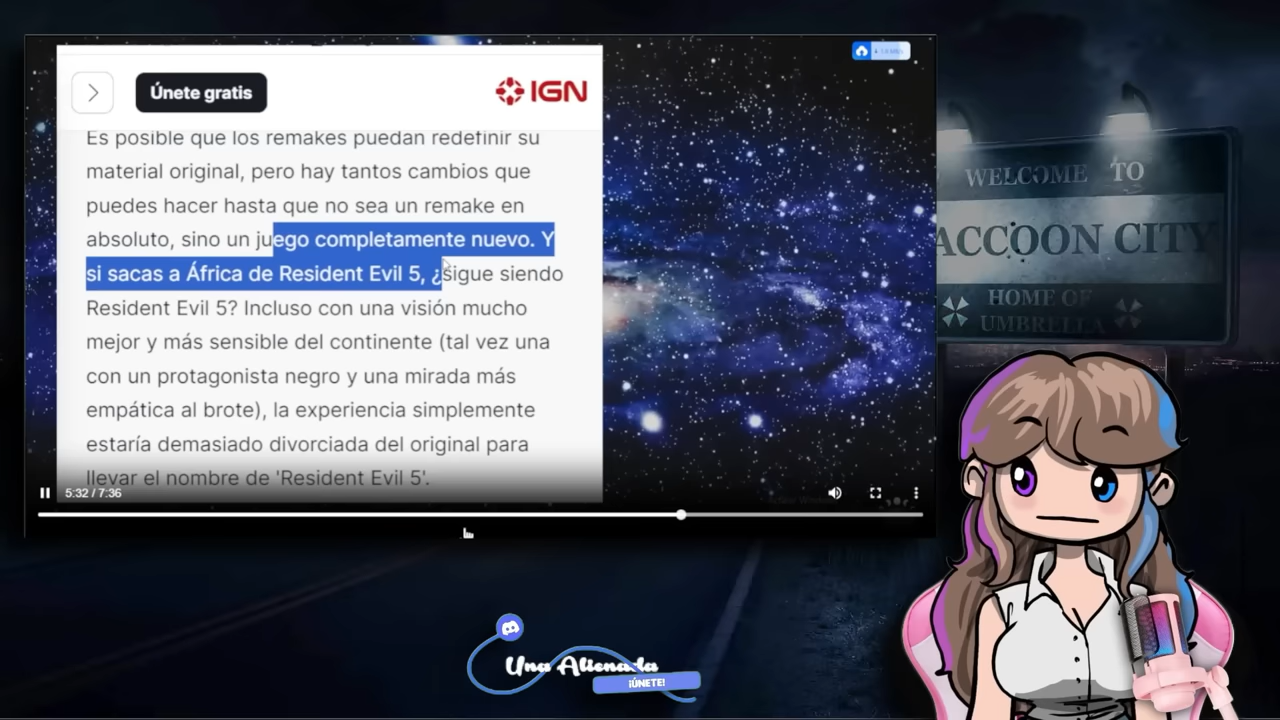 Únete gratis
IGN
Es posible que los remakes puedan redefinir su
material original, pero hay tantos cambios que
puedes hacer hasta que no sea un remake en
absoluto, sino un juego completamente nuevo. Y
si sacas a África de Resident Evil 5, ¿sigue siendo
Resident Evil 5? Incluso con una visión mucho
mejor y más sensible del continente (tal vez una
con un protagonista negro y una mirada más
empática al brote), la experiencia simplemente
estaría demasiado divorciada del original para
llevar el nombre de 'Resident Evil 5'.
5:32 / 7:36
WELCOME TO
ACCOON CITY
HOME OF
UMBRELLA
Una Alienada
¡ÚNETE!